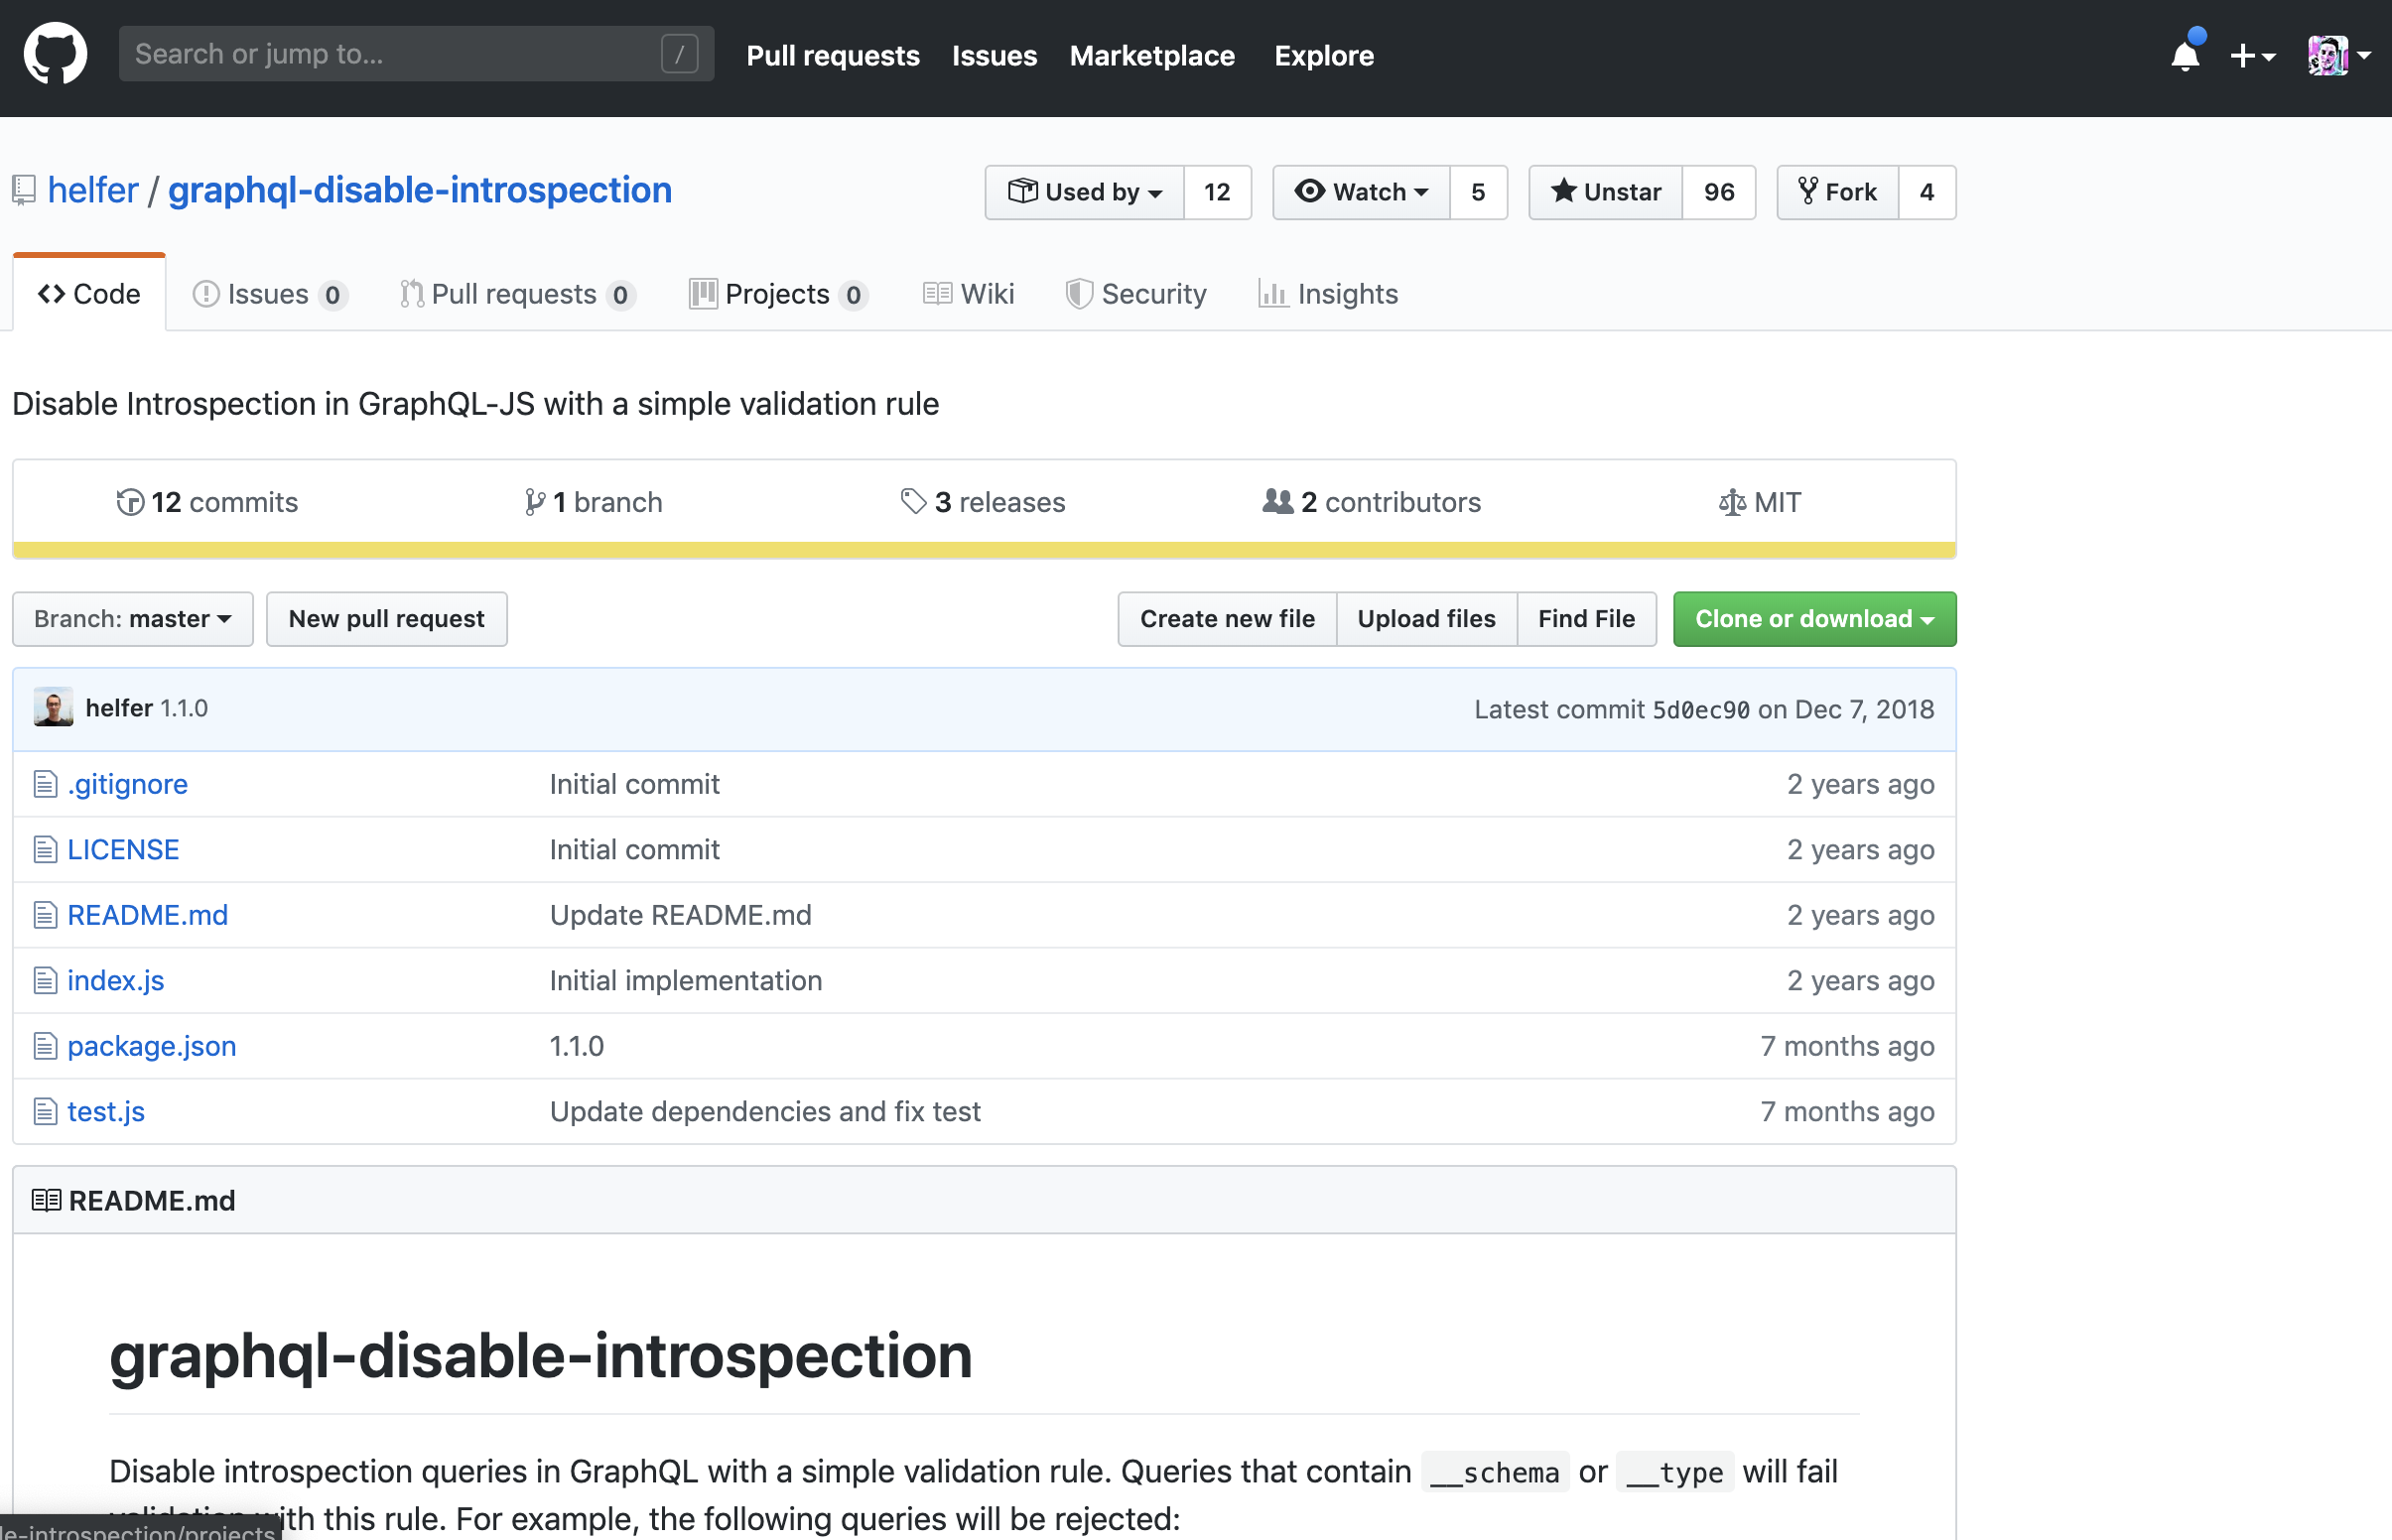 Search or jump to... / Pull requests Issues Marketplace Explore
helfer / graphql-disable-introspection Used by 12 Watch 5 Unstar 96 Fork 4
Code Issues 0 Pull requests 0 Projects 0 Wiki Security Insights
Disable Introspection in GraphQL-JS with a simple validation rule
12 commits 1 branch 3 releases 2 contributors MIT
Branch: master New pull request Create new file Upload files Find File Clone or download
helfer 1.1.0 Latest commit 5d0ec90 on Dec 7, 2018
.gitignore Initial commit 2 years ago
LICENSE Initial commit 2 years ago
README.md Update README.md 2 years ago
index.js Initial implementation 2 years ago
package.json 1.1.0 7 months ago
test.js Update dependencies and fix test 7 months ago
README.md
graphql-disable-introspection
Disable introspection queries in GraphQL with a simple validation rule. Queries that contain __schema or __type will fail
validation with this rule. For example, the following queries will be rejected:
le-introspection/projects